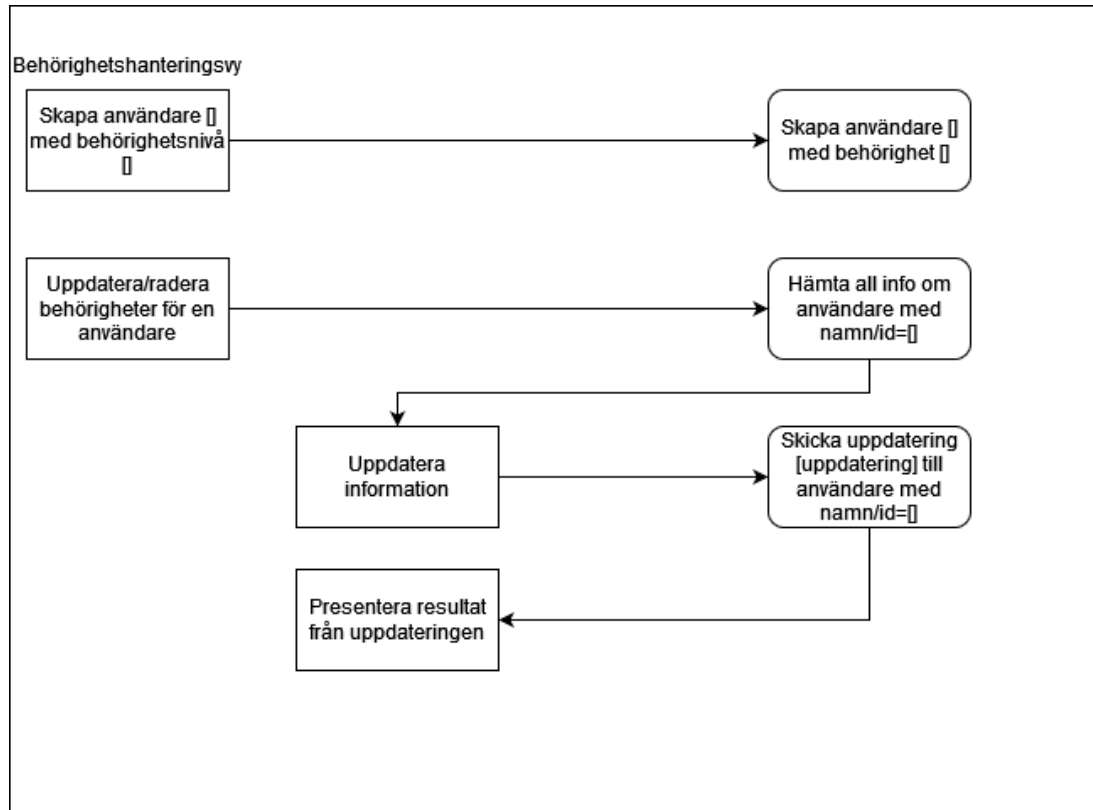 Behörighetshanteringsvy
Skapa användare []
med behörighetsnivå
[]
Skapa användare []
med behörighet []
Uppdatera/radera
behörigheter för en
användare
Hämta all info om
användare med
namn/id=[]
Uppdatera
information
Skicka uppdatering
[uppdatering] till
användare med
namn/id=[]
Presentera resultat
från uppdateringen